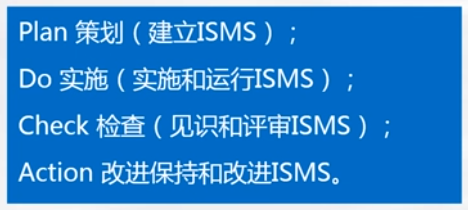 Plan 策划（建立ISMS）；
Do 实施（实施和运行ISMS）；
Check 检查（见识和评审ISMS）；
Action 改进保持和改进ISMS。